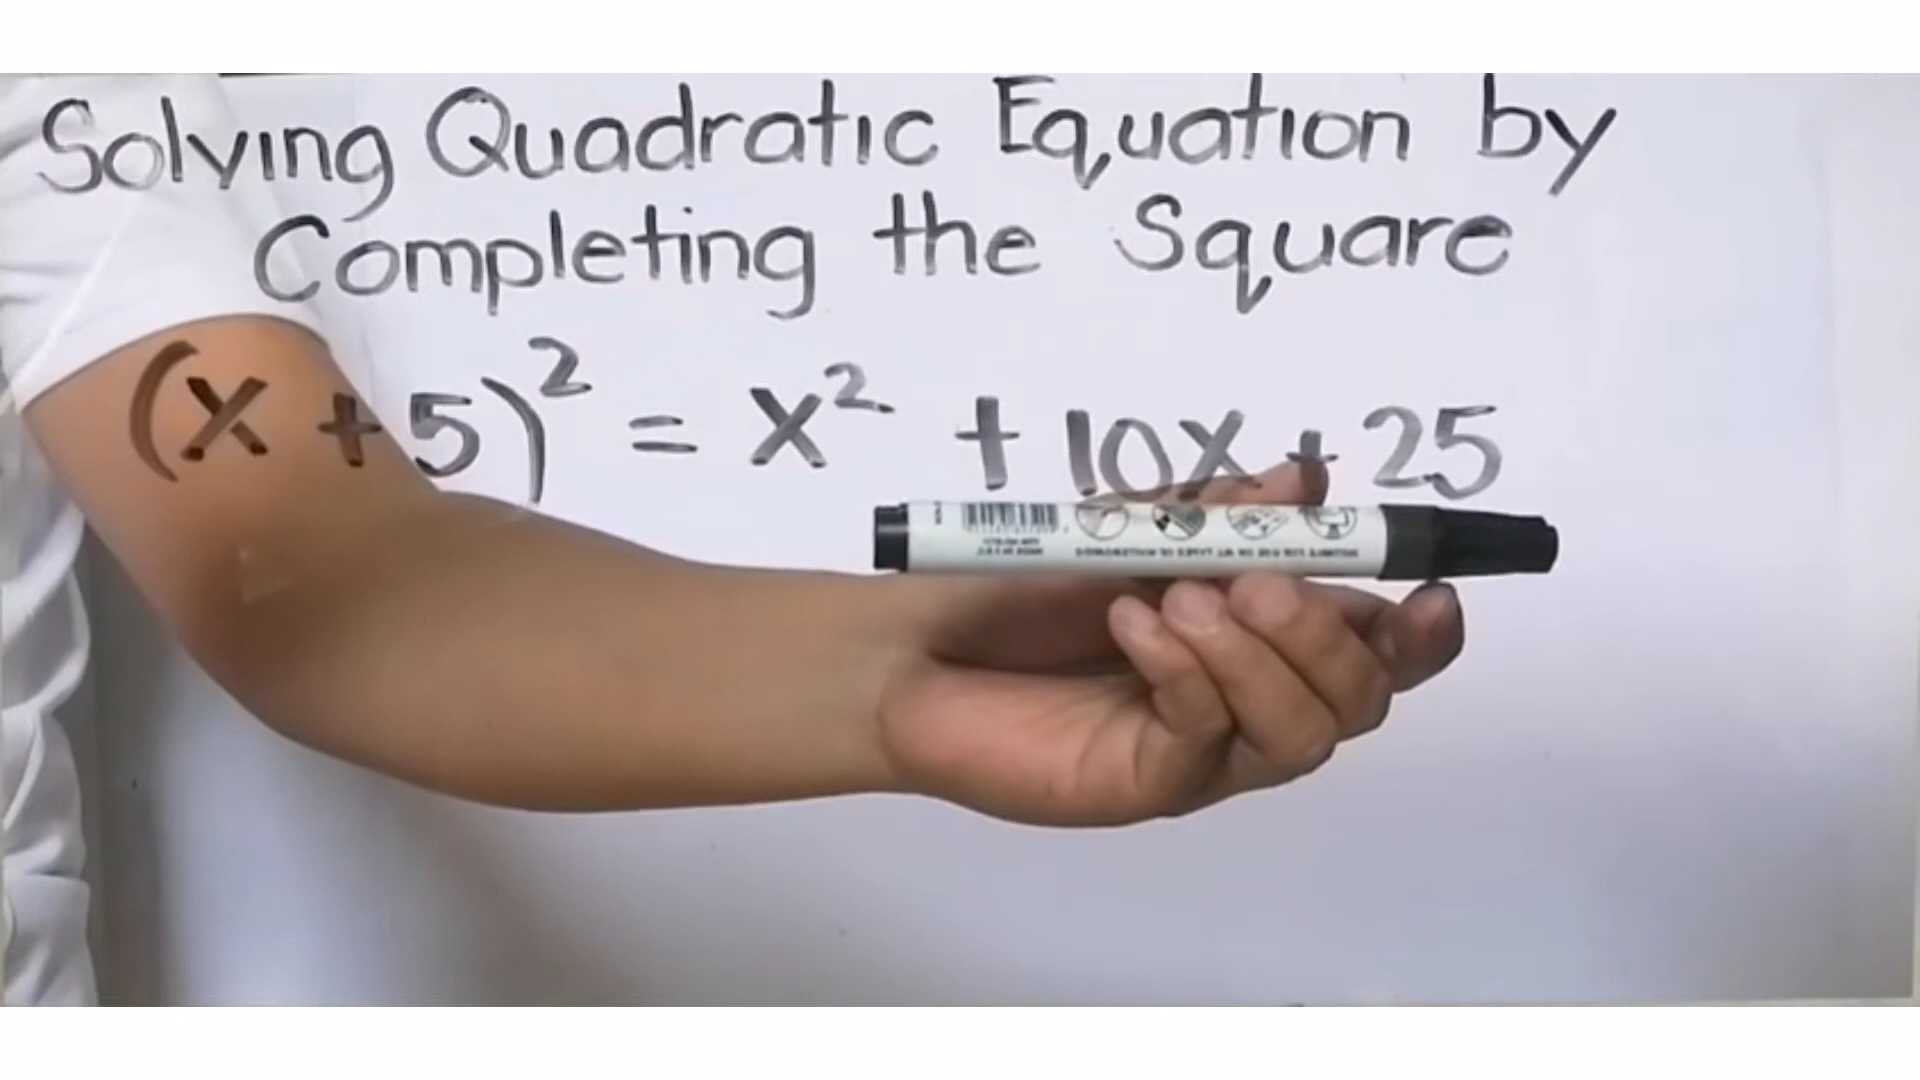 Solving Quadratic Equation by
Completing the Square
(x + 5)² = x² + 10x + 25